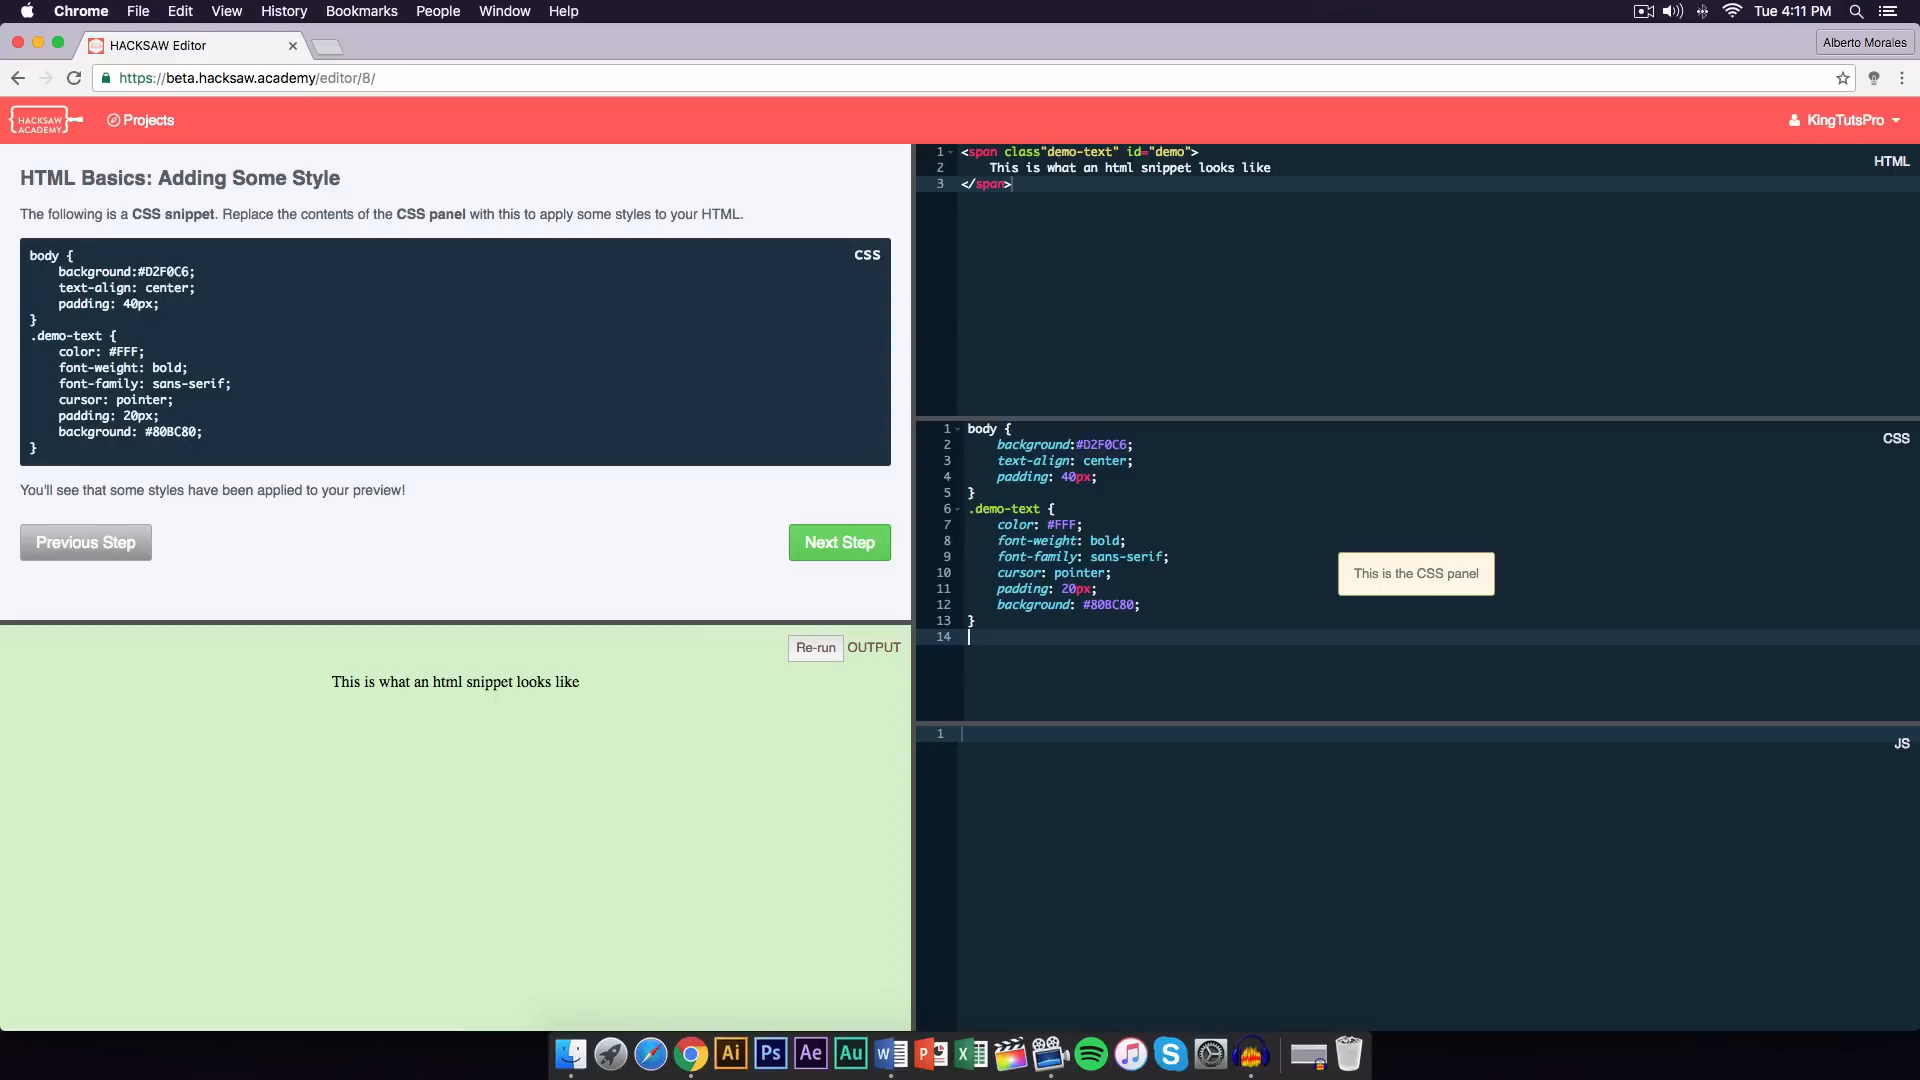 Chrome File Edit View History Bookmarks People Window Help
Tue 4:11 PM
HACKSAW Editor
Alberto Morales
https://beta.hacksaw.academy/editor/8/
HACKSAW
ACADEMY
Projects
KingTutsPro
HTML Basics: Adding Some Style
The following is a CSS snippet. Replace the contents of the CSS panel with this to apply some styles to your HTML.
CSS
body {
background:#D2F0C6;
text-align: center;
padding: 40px;
}
.demo-text {
color: #FFF;
font-weight: bold;
font-family: sans-serif;
cursor: pointer;
padding: 20px;
background: #80BC80;
}
You'll see that some styles have been applied to your preview!
Previous Step
Next Step
Re-run OUTPUT
This is what an html snippet looks like
HTML
1 <span class"demo-text" id="demo">
2 This is what an html snippet looks like
3 </span>
CSS
1 body {
2 background:#D2F0C6;
3 text-align: center;
4 padding: 40px;
5 }
6 .demo-text {
7 color: #FFF;
8 font-weight: bold;
9 font-family: sans-serif;
10 cursor: pointer;
11 padding: 20px;
12 background: #80BC80;
13 }
14
This is the CSS panel
1
JS
Ai Ps Ae Au W P X S